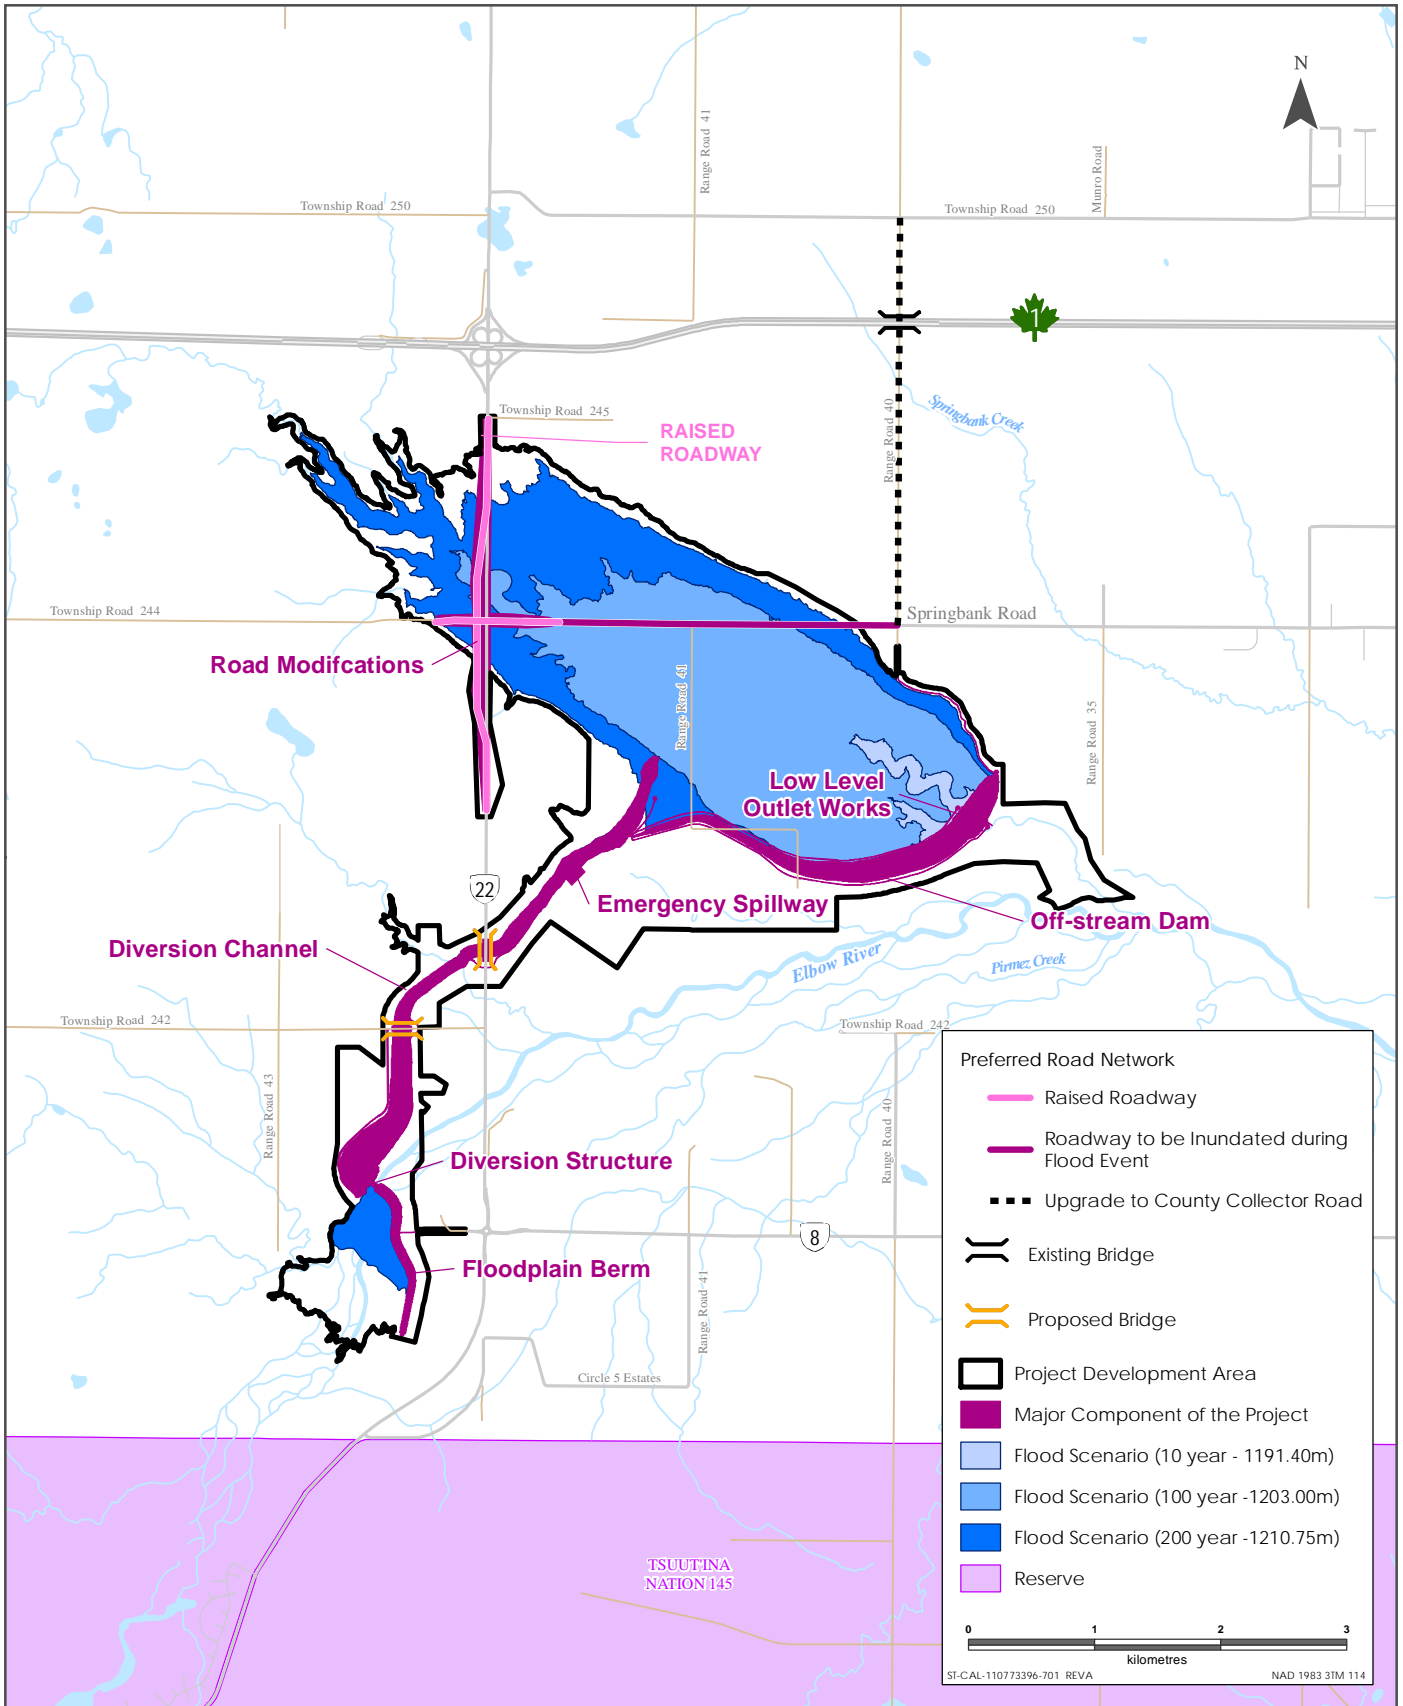 N
Range Road 41
Munro Road
Township Road 250
Township Road 250
1
Springbank Creek
Range Road 40
Township Road 245
RAISED
ROADWAY
Township Road 244
Springbank Road
Road Modifcations
Range Road 41
Range Road 35
Low Level
Outlet Works
22
Emergency Spillway
Off-stream Dam
Diversion Channel
Elbow River
Pirmez Creek
Township Road 242
Township Road 242
Range Road 43
Range Road 40
Diversion Structure
8
Floodplain Berm
Range Road 41
Circle 5 Estates
TSUUT'INA
NATION 145
Preferred Road Network
Raised Roadway
Roadway to be Inundated during
Flood Event
Upgrade to County Collector Road
Existing Bridge
Proposed Bridge
Project Development Area
Major Component of the Project
Flood Scenario (10 year - 1191.40m)
Flood Scenario (100 year -1203.00m)
Flood Scenario (200 year -1210.75m)
Reserve
0 1 2 3
kilometres
ST-CAL-110773396-701 REVA NAD 1983 3TM 114